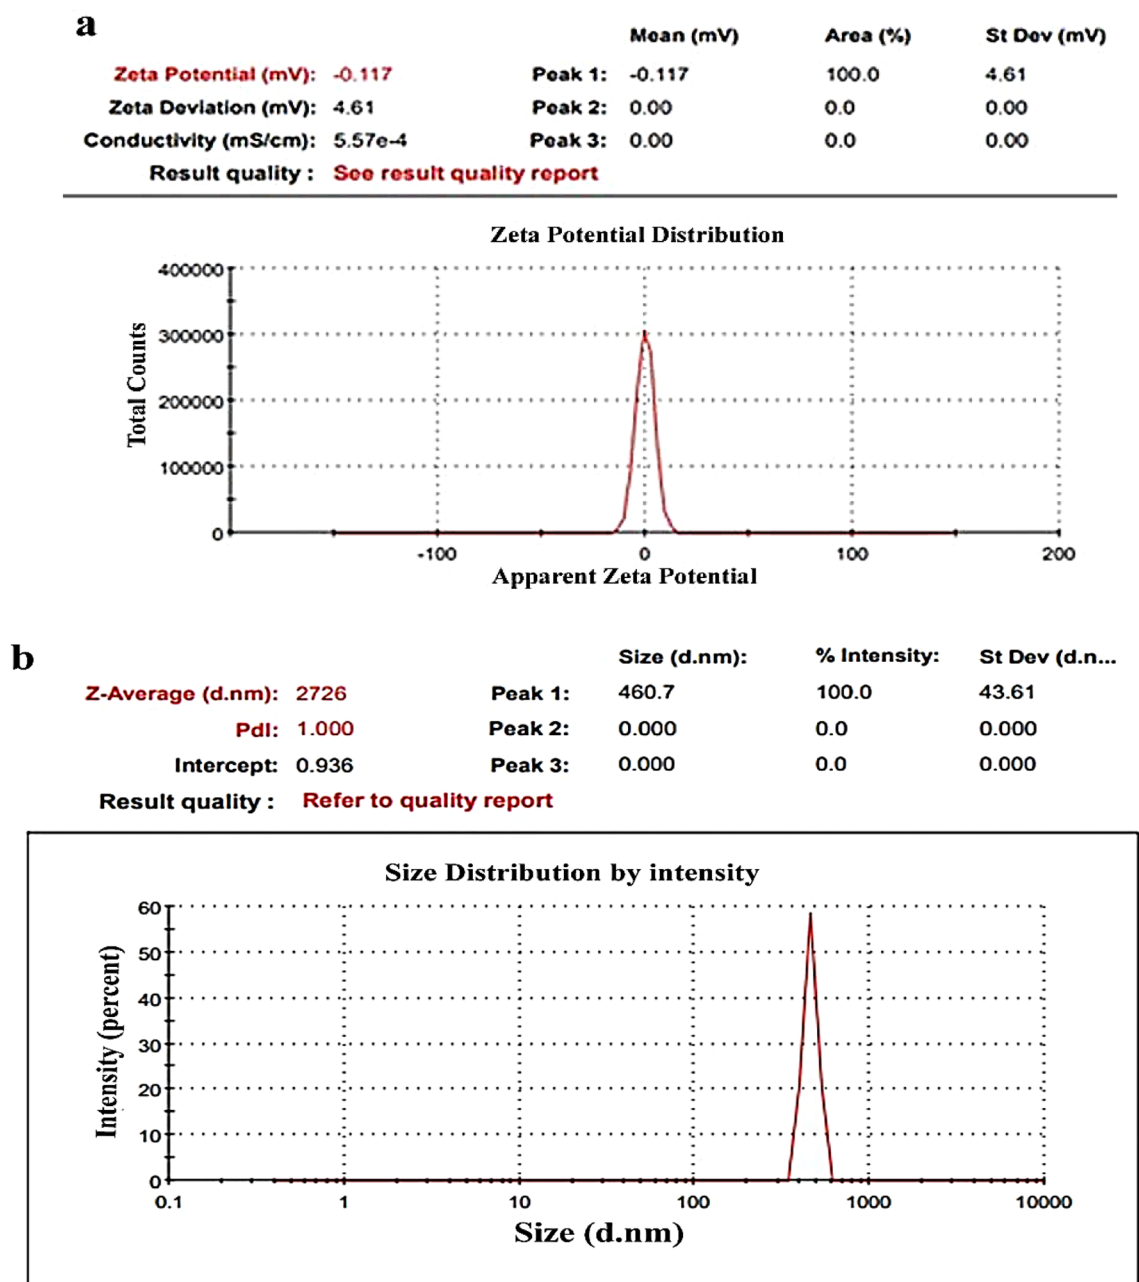 a
Mean (mV) Area (%) St Dev (mV)
Zeta Potential (mV): -0.117 Peak 1: -0.117 100.0 4.61
Zeta Deviation (mV): 4.61 Peak 2: 0.00 0.0 0.00
Conductivity (mS/cm): 5.57e-4 Peak 3: 0.00 0.0 0.00
Result quality : See result quality report
Zeta Potential Distribution
400000
300000
200000
100000
0
Total Counts
-100 0 100 200
Apparent Zeta Potential
b
Size (d.nm): % Intensity: St Dev (d.n...
Z-Average (d.nm): 2726 Peak 1: 460.7 100.0 43.61
PdI: 1.000 Peak 2: 0.000 0.0 0.000
Intercept: 0.936 Peak 3: 0.000 0.0 0.000
Result quality : Refer to quality report
Size Distribution by intensity
60
50
40
30
20
10
0
Intensity (percent)
0.1 1 10 100 1000 10000
Size (d.nm)